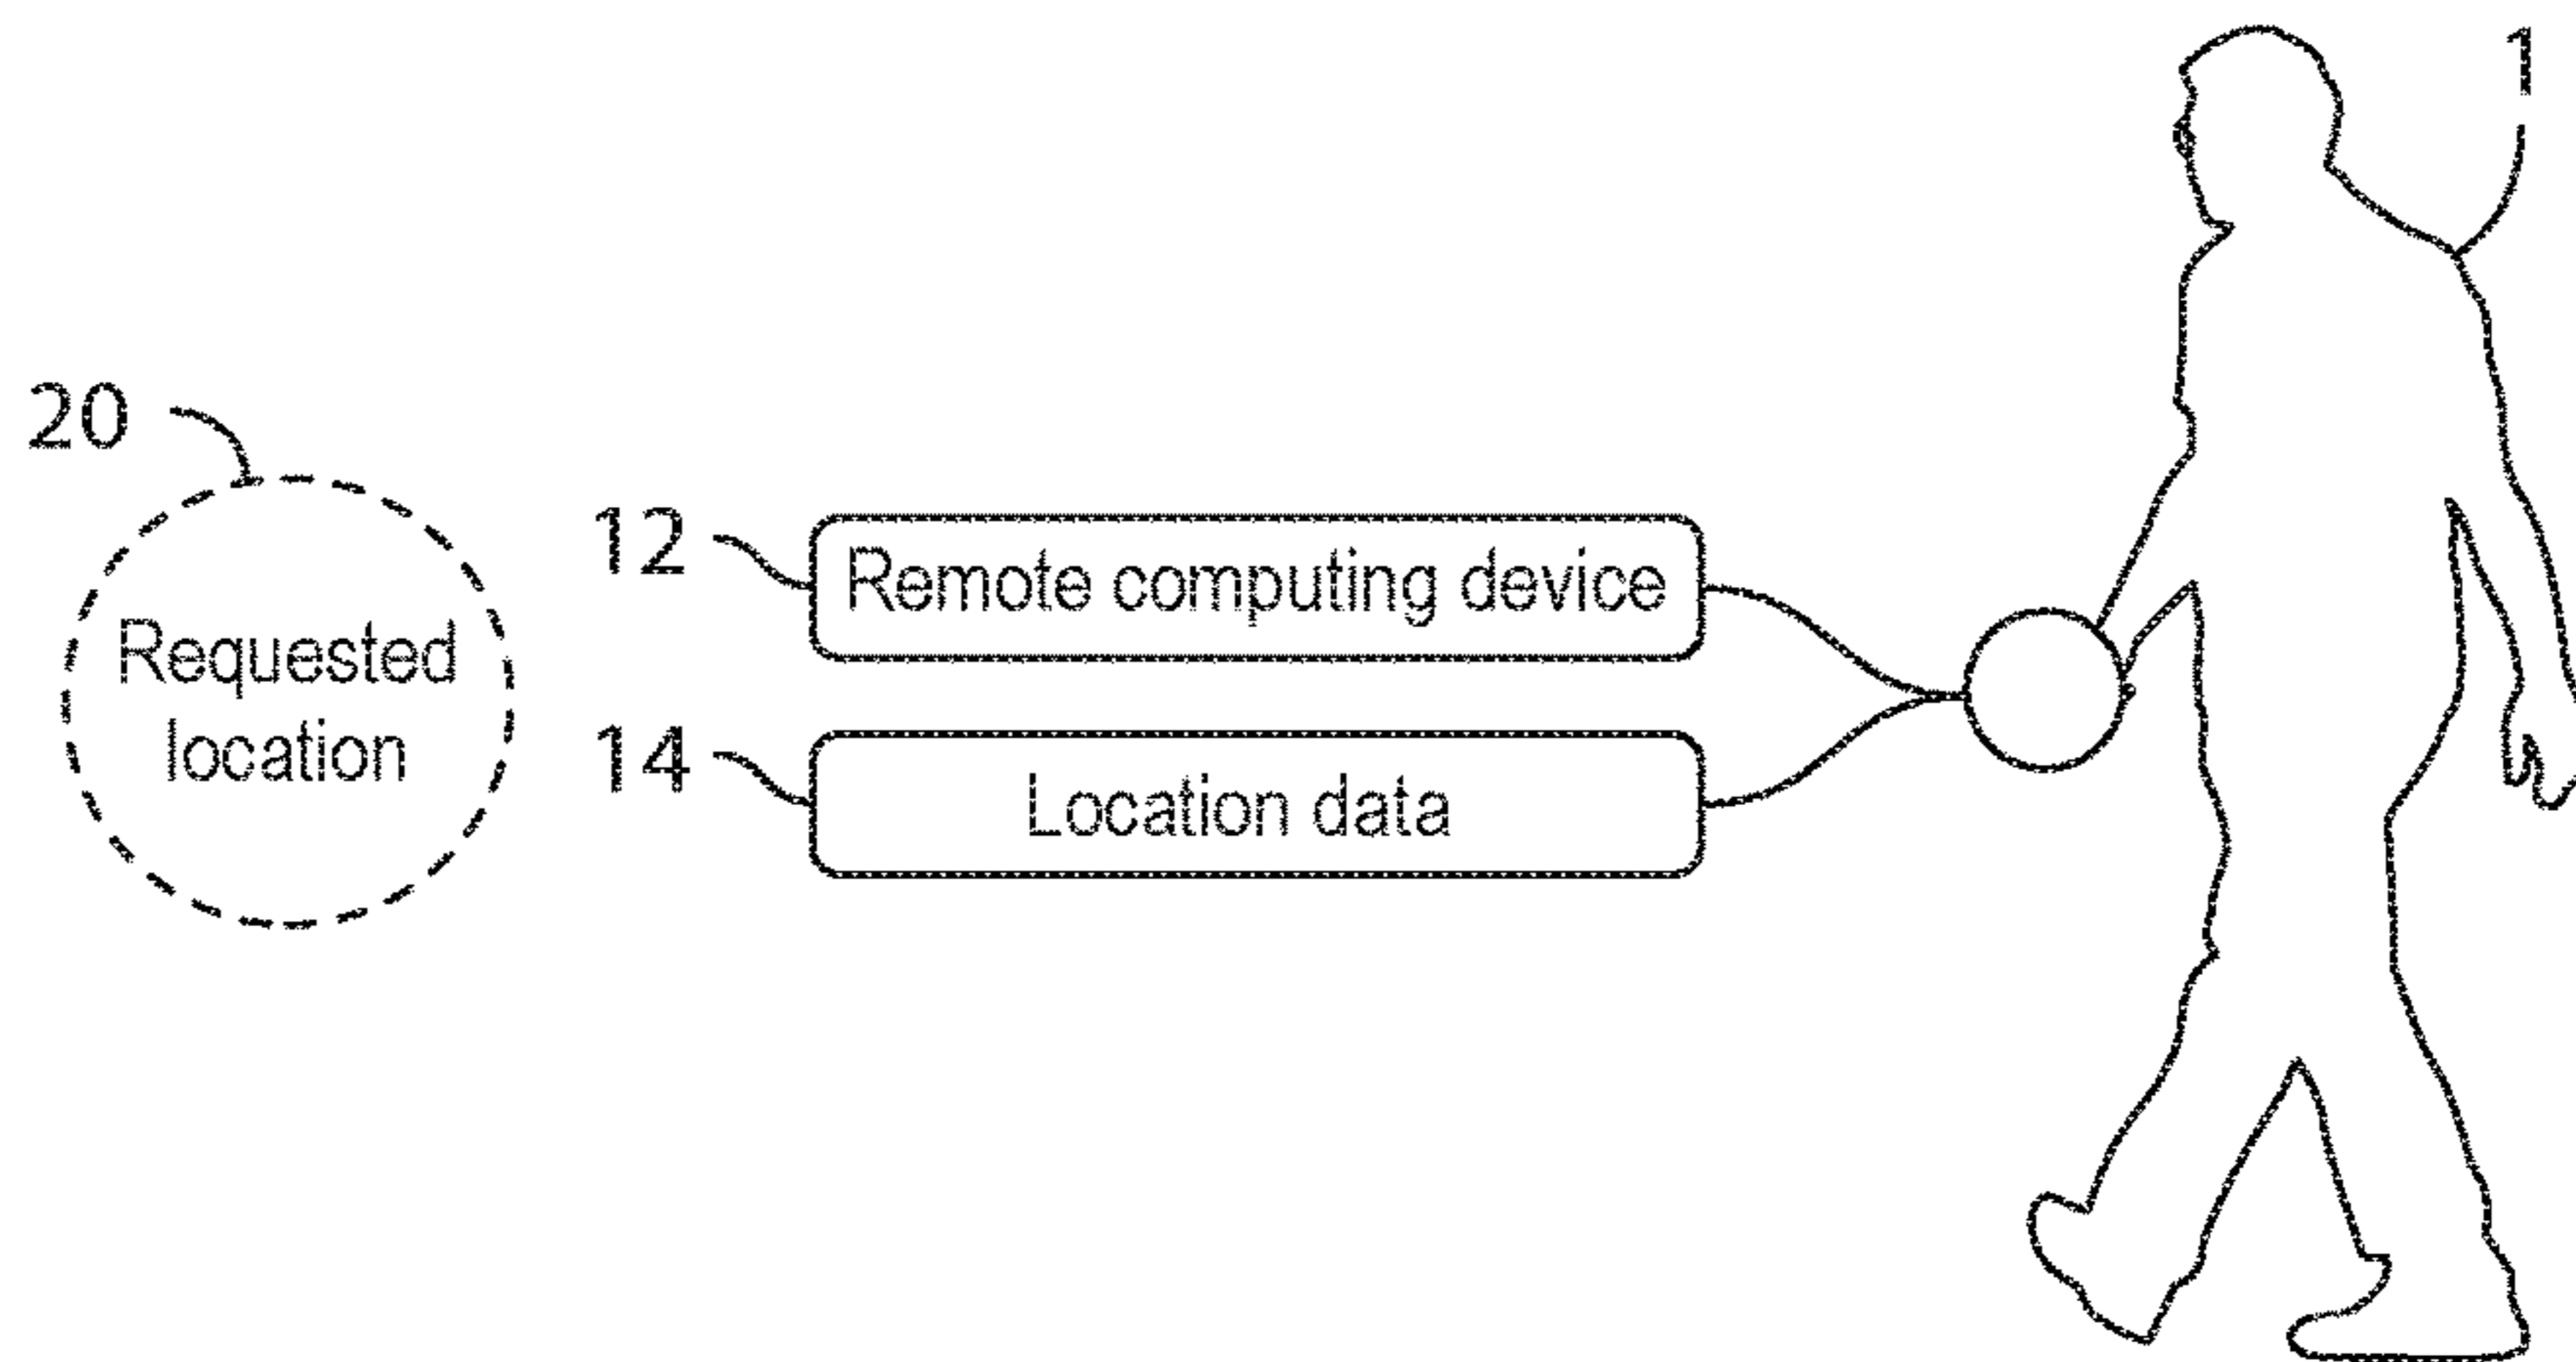 1
20
12
Remote computing device
Requested
location
14
Location data